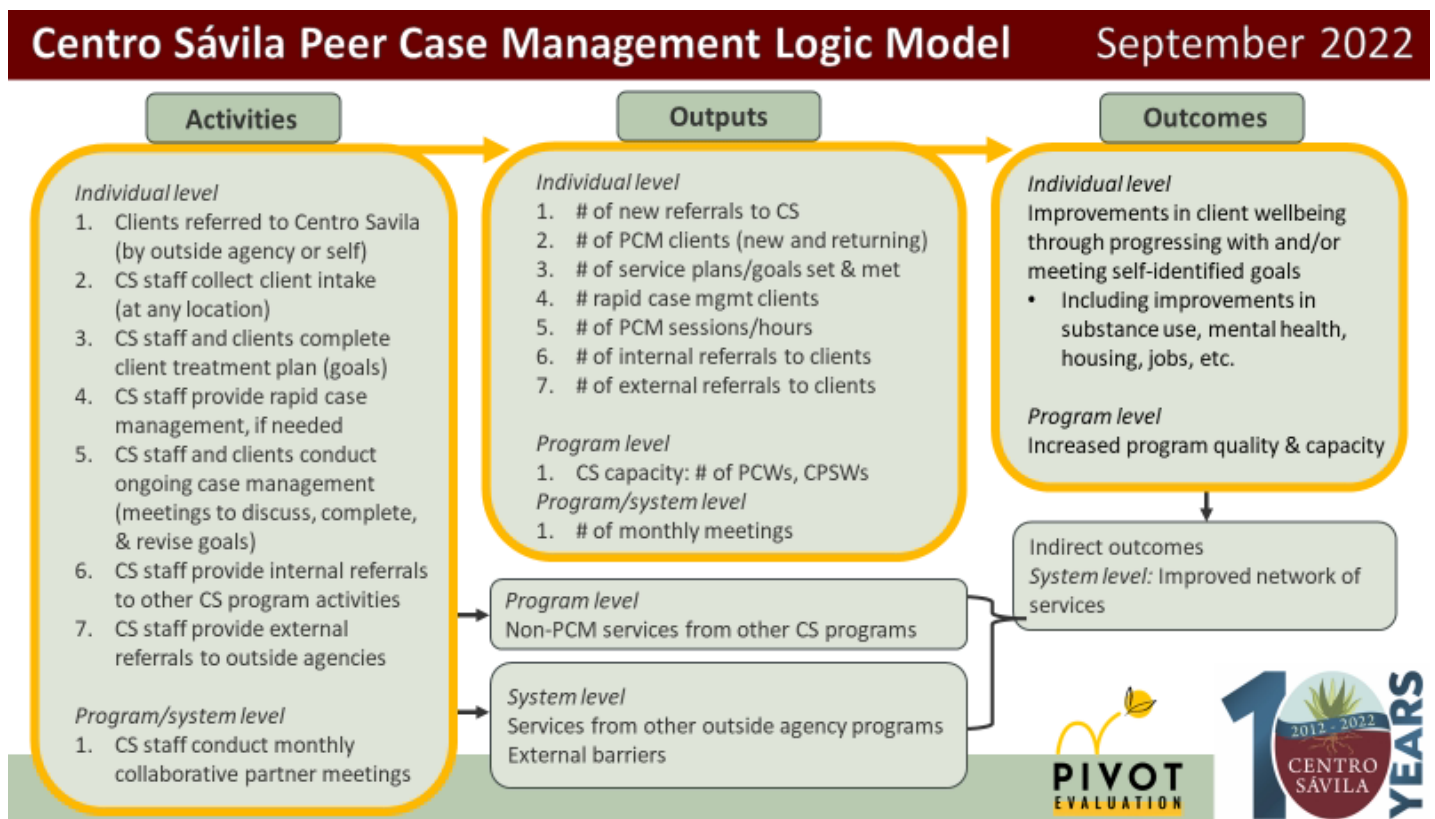 Centro Sávila Peer Case Management Logic Model September 2022
Activities
Individual level
1. Clients referred to Centro Savila
(by outside agency or self)
2. CS staff collect client intake
(at any location)
3. CS staff and clients complete
client treatment plan (goals)
4. CS staff provide rapid case
management, if needed
5. CS staff and clients conduct
ongoing case management
(meetings to discuss, complete,
& revise goals)
6. CS staff provide internal referrals
to other CS program activities
7. CS staff provide external
referrals to outside agencies
Program/system level
1. CS staff conduct monthly
collaborative partner meetings
Outputs
Individual level
1. # of new referrals to CS
2. # of PCM clients (new and returning)
3. # of service plans/goals set & met
4. # rapid case mgmt clients
5. # of PCM sessions/hours
6. # of internal referrals to clients
7. # of external referrals to clients
Program level
1. CS capacity: # of PCWs, CPSWs
Program/system level
1. # of monthly meetings
Program level
Non-PCM services from other CS programs
System level
Services from other outside agency programs
External barriers
Outcomes
Individual level
Improvements in client wellbeing
through progressing with and/or
meeting self-identified goals
• Including improvements in
substance use, mental health,
housing, jobs, etc.
Program level
Increased program quality & capacity
Indirect outcomes
System level: Improved network of
services
PIVOT
EVALUATION
10
2012 - 2022
CENTRO
SÁVILA
YEARS